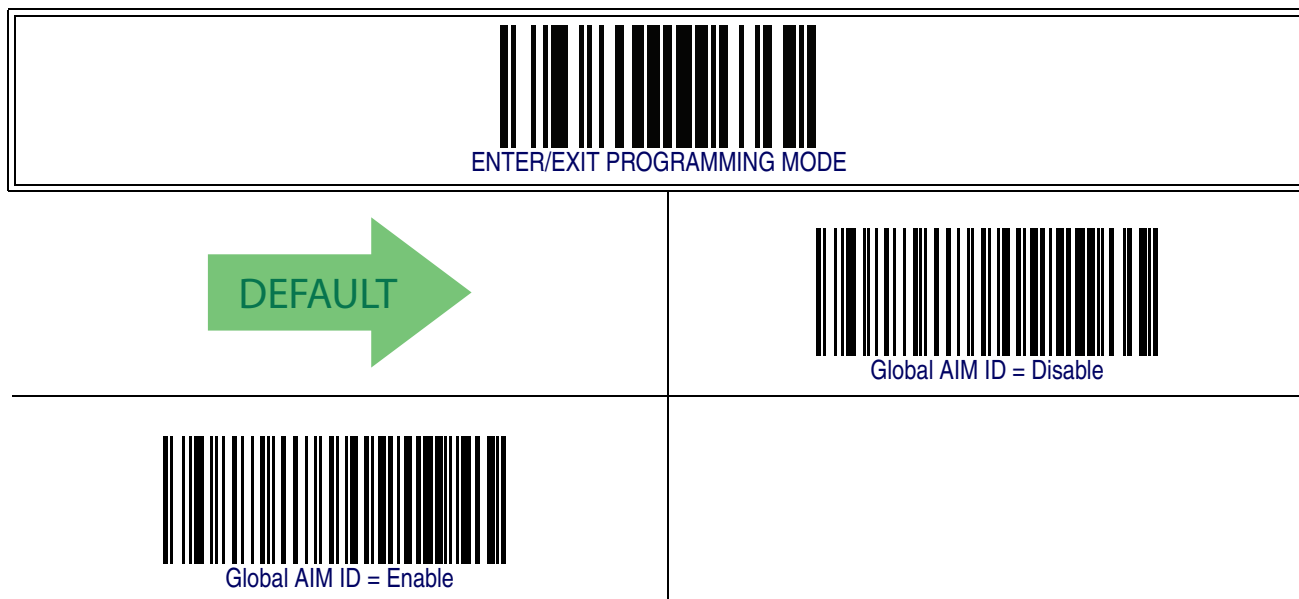 ENTER/EXIT PROGRAMMING MODE
DEFAULT
Global AIM ID = Disable
Global AIM ID = Enable